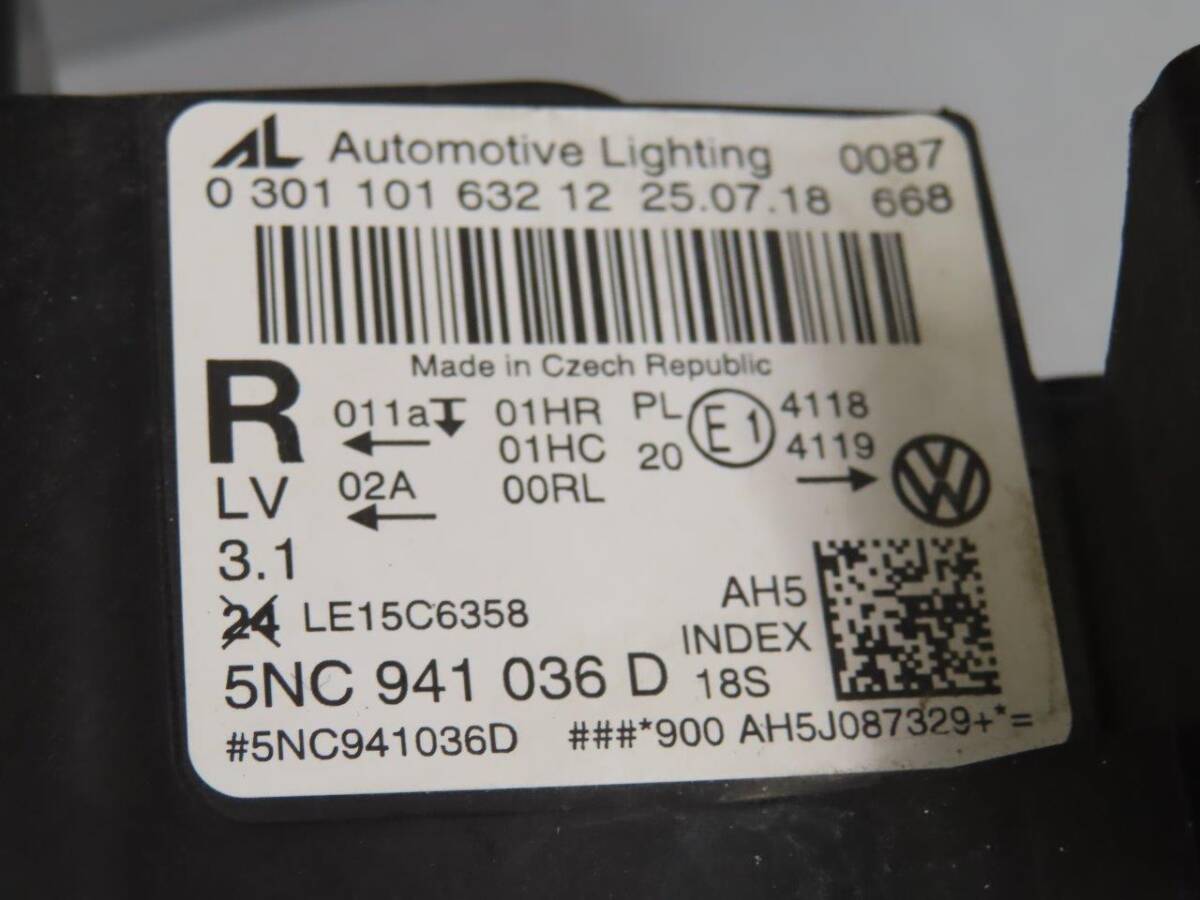 AL Automotive Lighting 0087
0 301 101 632 12 25.07.18 668
Made in Czech Republic
R 011a 01HR PL E1 4118
01HC 20 4119
LV 02A 00RL
3.1
24 LE15C6358 AH5
INDEX
5NC 941 036 D 18S
#5NC941036D ###*900 AH5J087329+*=